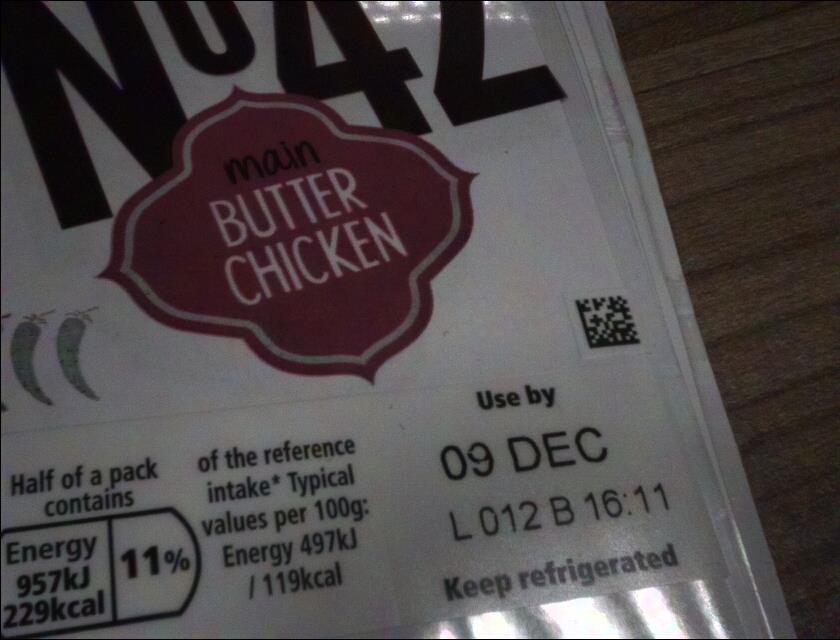 No42
main
BUTTER
CHICKEN
Use by
09 DEC
L 012 B 16:11
Keep refrigerated
Half of a pack
contains
Energy
957kJ
229kcal
11%
of the reference
intake* Typical
values per 100g:
Energy 497kJ
/ 119kcal